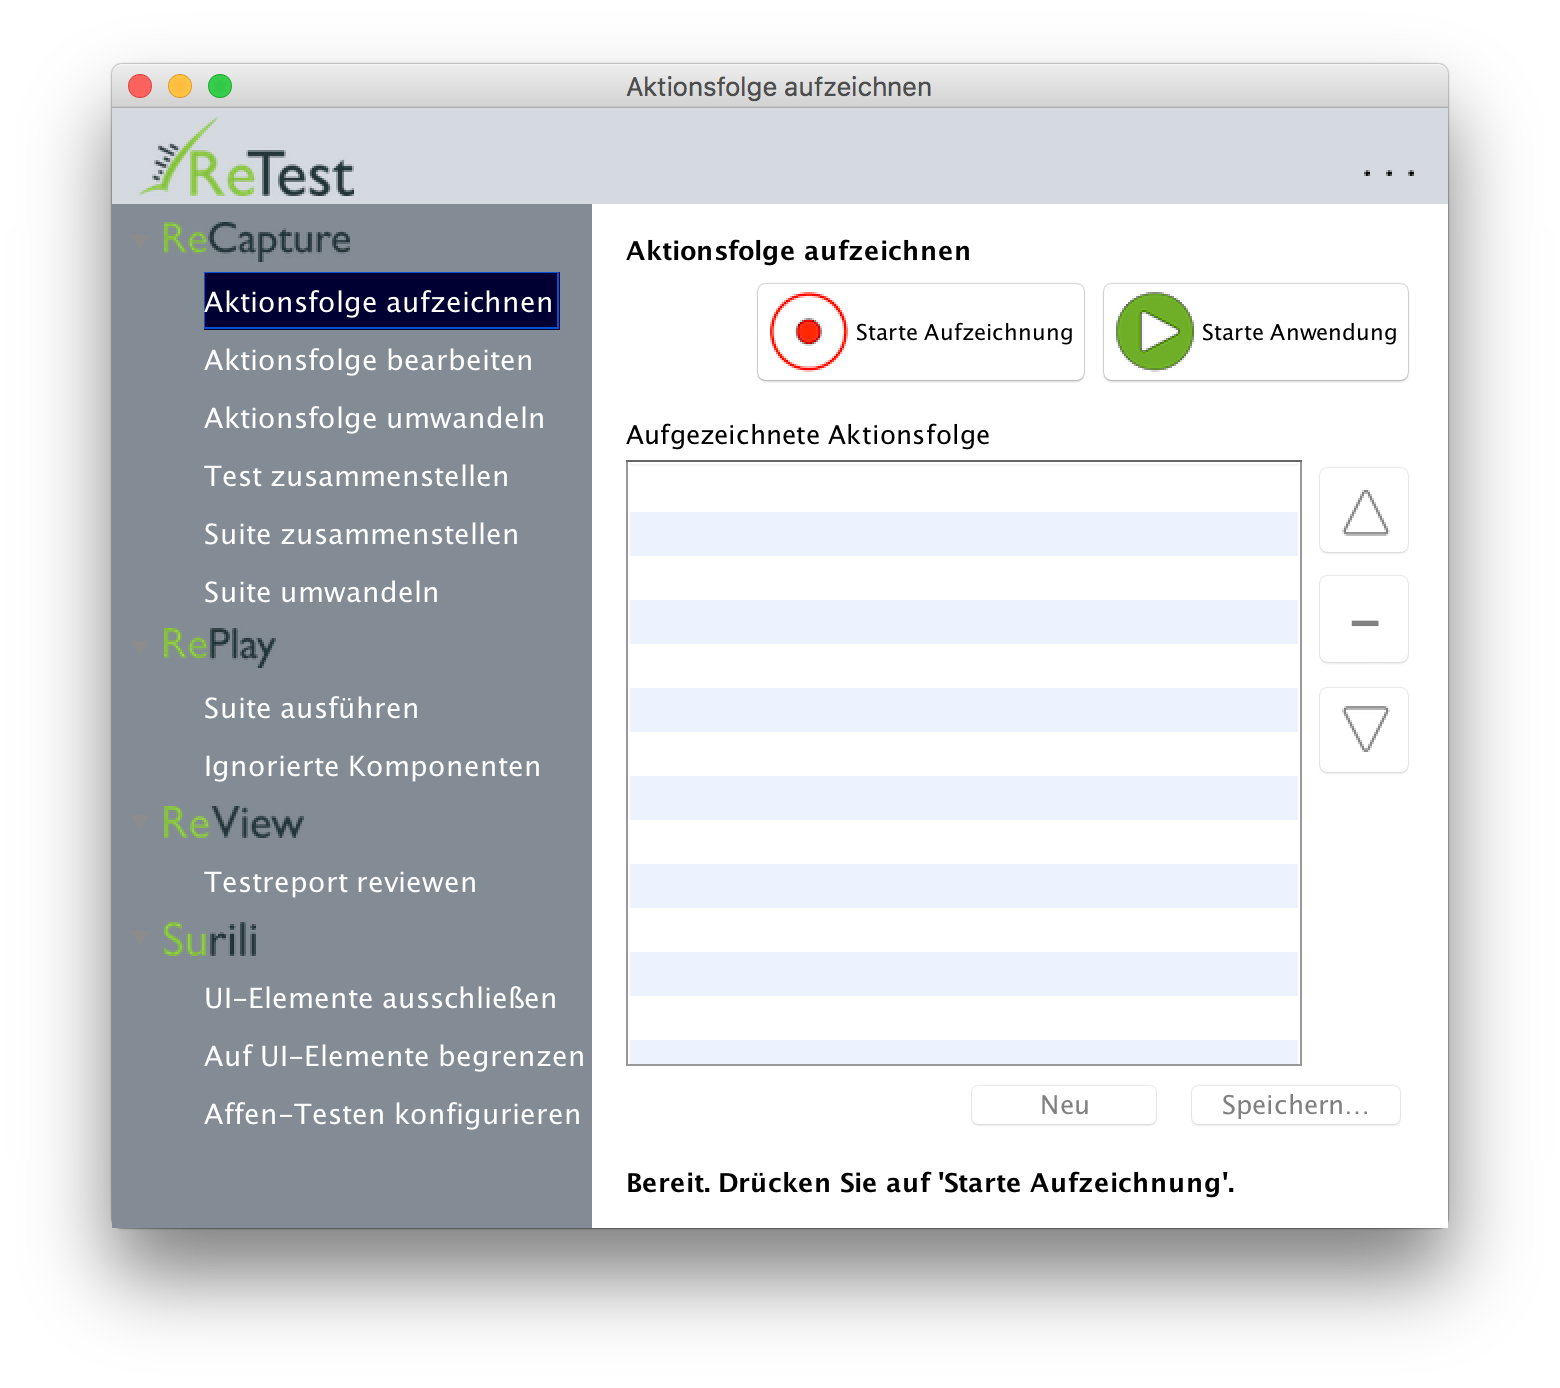 Aktionsfolge aufzeichnen
ReTest
...
ReCapture
Aktionsfolge aufzeichnen
Aktionsfolge bearbeiten
Aktionsfolge umwandeln
Test zusammenstellen
Suite zusammenstellen
Suite umwandeln
RePlay
Suite ausführen
Ignorierte Komponenten
ReView
Testreport reviewen
Surili
UI-Elemente ausschließen
Auf UI-Elemente begrenzen
Affen-Testen konfigurieren
Aktionsfolge aufzeichnen
Starte Aufzeichnung
Starte Anwendung
Aufgezeichnete Aktionsfolge
Neu
Speichern...
Bereit. Drücken Sie auf 'Starte Aufzeichnung'.